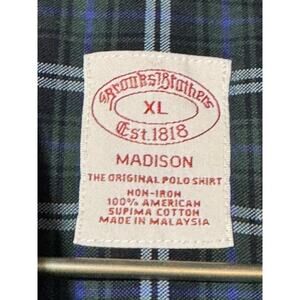 Brooks Brothers
XL
Est. 1818
MADISON
THE ORIGINAL POLO SHIRT
NON-IRON
100% AMERICAN
SUPIMA COTTON
MADE IN MALAYSIA